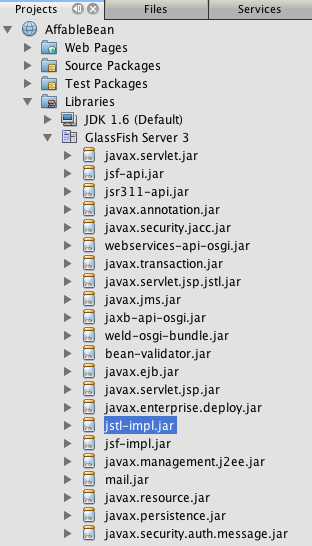 Projects
Files
Services
AffableBean
Web Pages
Source Packages
Test Packages
Libraries
JDK 1.6 (Default)
GlassFish Server 3
javax.servlet.jar
jsf-api.jar
jsr311-api.jar
javax.annotation.jar
javax.security.jacc.jar
webservices-api-osgi.jar
javax.transaction.jar
javax.servlet.jsp.jstl.jar
javax.jms.jar
jaxb-api-osgi.jar
weld-osgi-bundle.jar
bean-validator.jar
javax.ejb.jar
javax.servlet.jsp.jar
javax.enterprise.deploy.jar
jstl-impl.jar
jsf-impl.jar
javax.management.j2ee.jar
mail.jar
javax.resource.jar
javax.persistence.jar
javax.security.auth.message.jar